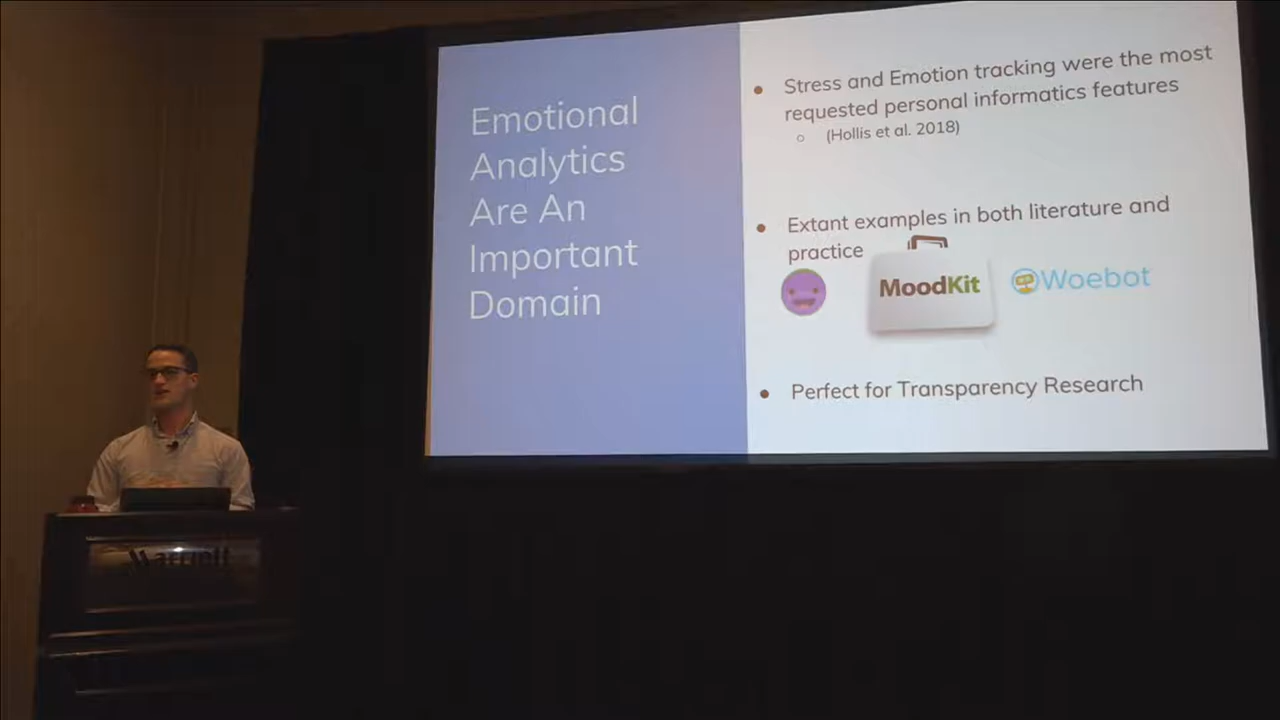 Emotional
Analytics
Are An
Important
Domain
● Stress and Emotion tracking were the most
requested personal informatics features
○ (Hollis et al. 2018)
● Extant examples in both literature and
practice
MoodKit
Woebot
● Perfect for Transparency Research
Marriott